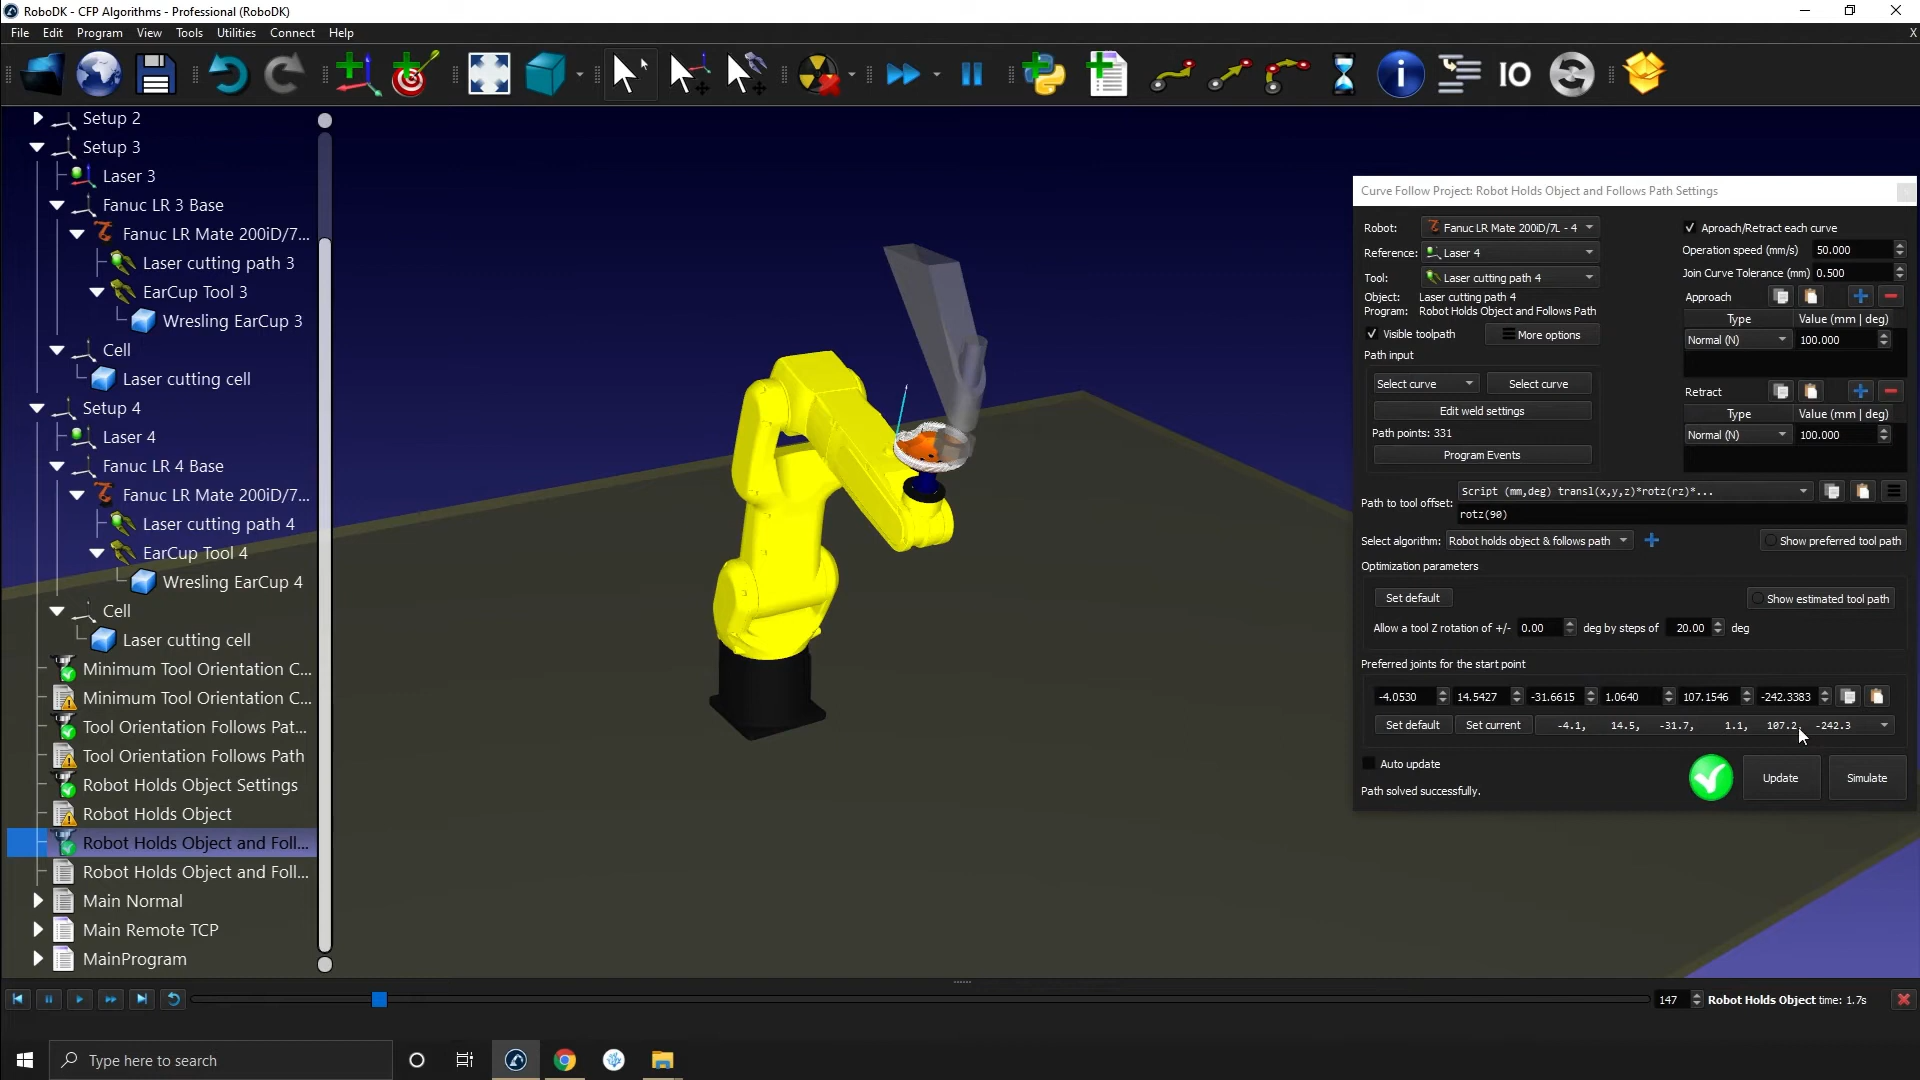 RoboDK - CFP Algorithms - Professional (RoboDK)
File Edit Program View Tools Utilities Connect Help X
IO
Setup 2
Setup 3
Laser 3
Fanuc LR 3 Base
Fanuc LR Mate 200iD/7...
Laser cutting path 3
EarCup Tool 3
Wresling EarCup 3
Cell
Laser cutting cell
Setup 4
Laser 4
Fanuc LR 4 Base
Fanuc LR Mate 200iD/7...
Laser cutting path 4
EarCup Tool 4
Wresling EarCup 4
Cell
Laser cutting cell
Minimum Tool Orientation C...
Minimum Tool Orientation C...
Tool Orientation Follows Pat...
Tool Orientation Follows Path
Robot Holds Object Settings
Robot Holds Object
Robot Holds Object and Foll...
Robot Holds Object and Foll...
Main Normal
Main Remote TCP
MainProgram
Curve Follow Project: Robot Holds Object and Follows Path Settings
Robot: Fanuc LR Mate 200iD/7L - 4
Reference: Laser 4
Tool: Laser cutting path 4
Object: Laser cutting path 4
Program: Robot Holds Object and Follows Path
Visible toolpath More options
Path input
Select curve Select curve
Edit weld settings
Path points: 331
Program Events
Aproach/Retract each curve
Operation speed (mm/s) 50.000
Join Curve Tolerance (mm) 0.500
Approach
Type Value (mm | deg)
Normal (N) 100.000
Retract
Type Value (mm | deg)
Normal (N) 100.000
Path to tool offset: Script (mm,deg) transl(x,y,z)*rotz(rz)*...
rotz(90)
Select algorithm: Robot holds object & follows path Show preferred tool path
Optimization parameters
Set default Show estimated tool path
Allow a tool Z rotation of +/- 0.00 deg by steps of 20.00 deg
Preferred joints for the start point
-4.0530 14.5427 -31.6615 1.0640 107.1546 -242.3383
Set default Set current -4.1, 14.5, -31.7, 1.1, 107.2, -242.3
Auto update
Path solved successfully.
Update Simulate
147 Robot Holds Object time: 1.7s
Type here to search